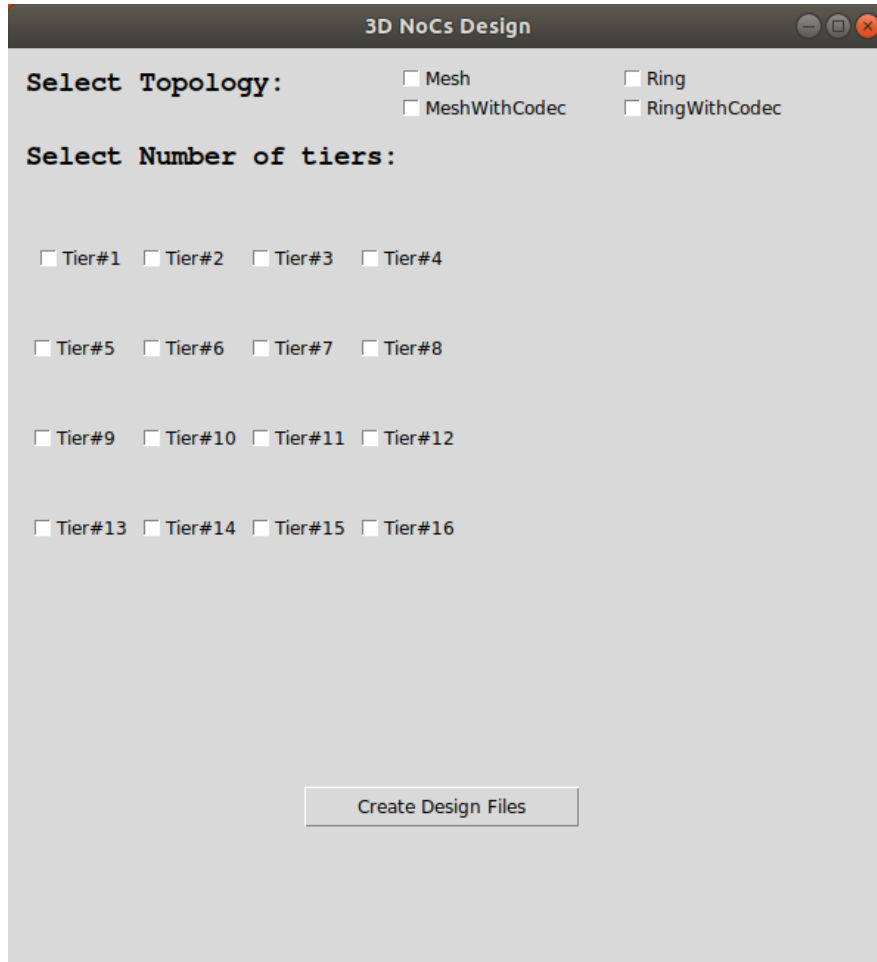 3D NoCs Design
Select Topology: Mesh Ring
MeshWithCodec RingWithCodec
Select Number of tiers:
Tier#1 Tier#2 Tier#3 Tier#4
Tier#5 Tier#6 Tier#7 Tier#8
Tier#9 Tier#10 Tier#11 Tier#12
Tier#13 Tier#14 Tier#15 Tier#16
Create Design Files